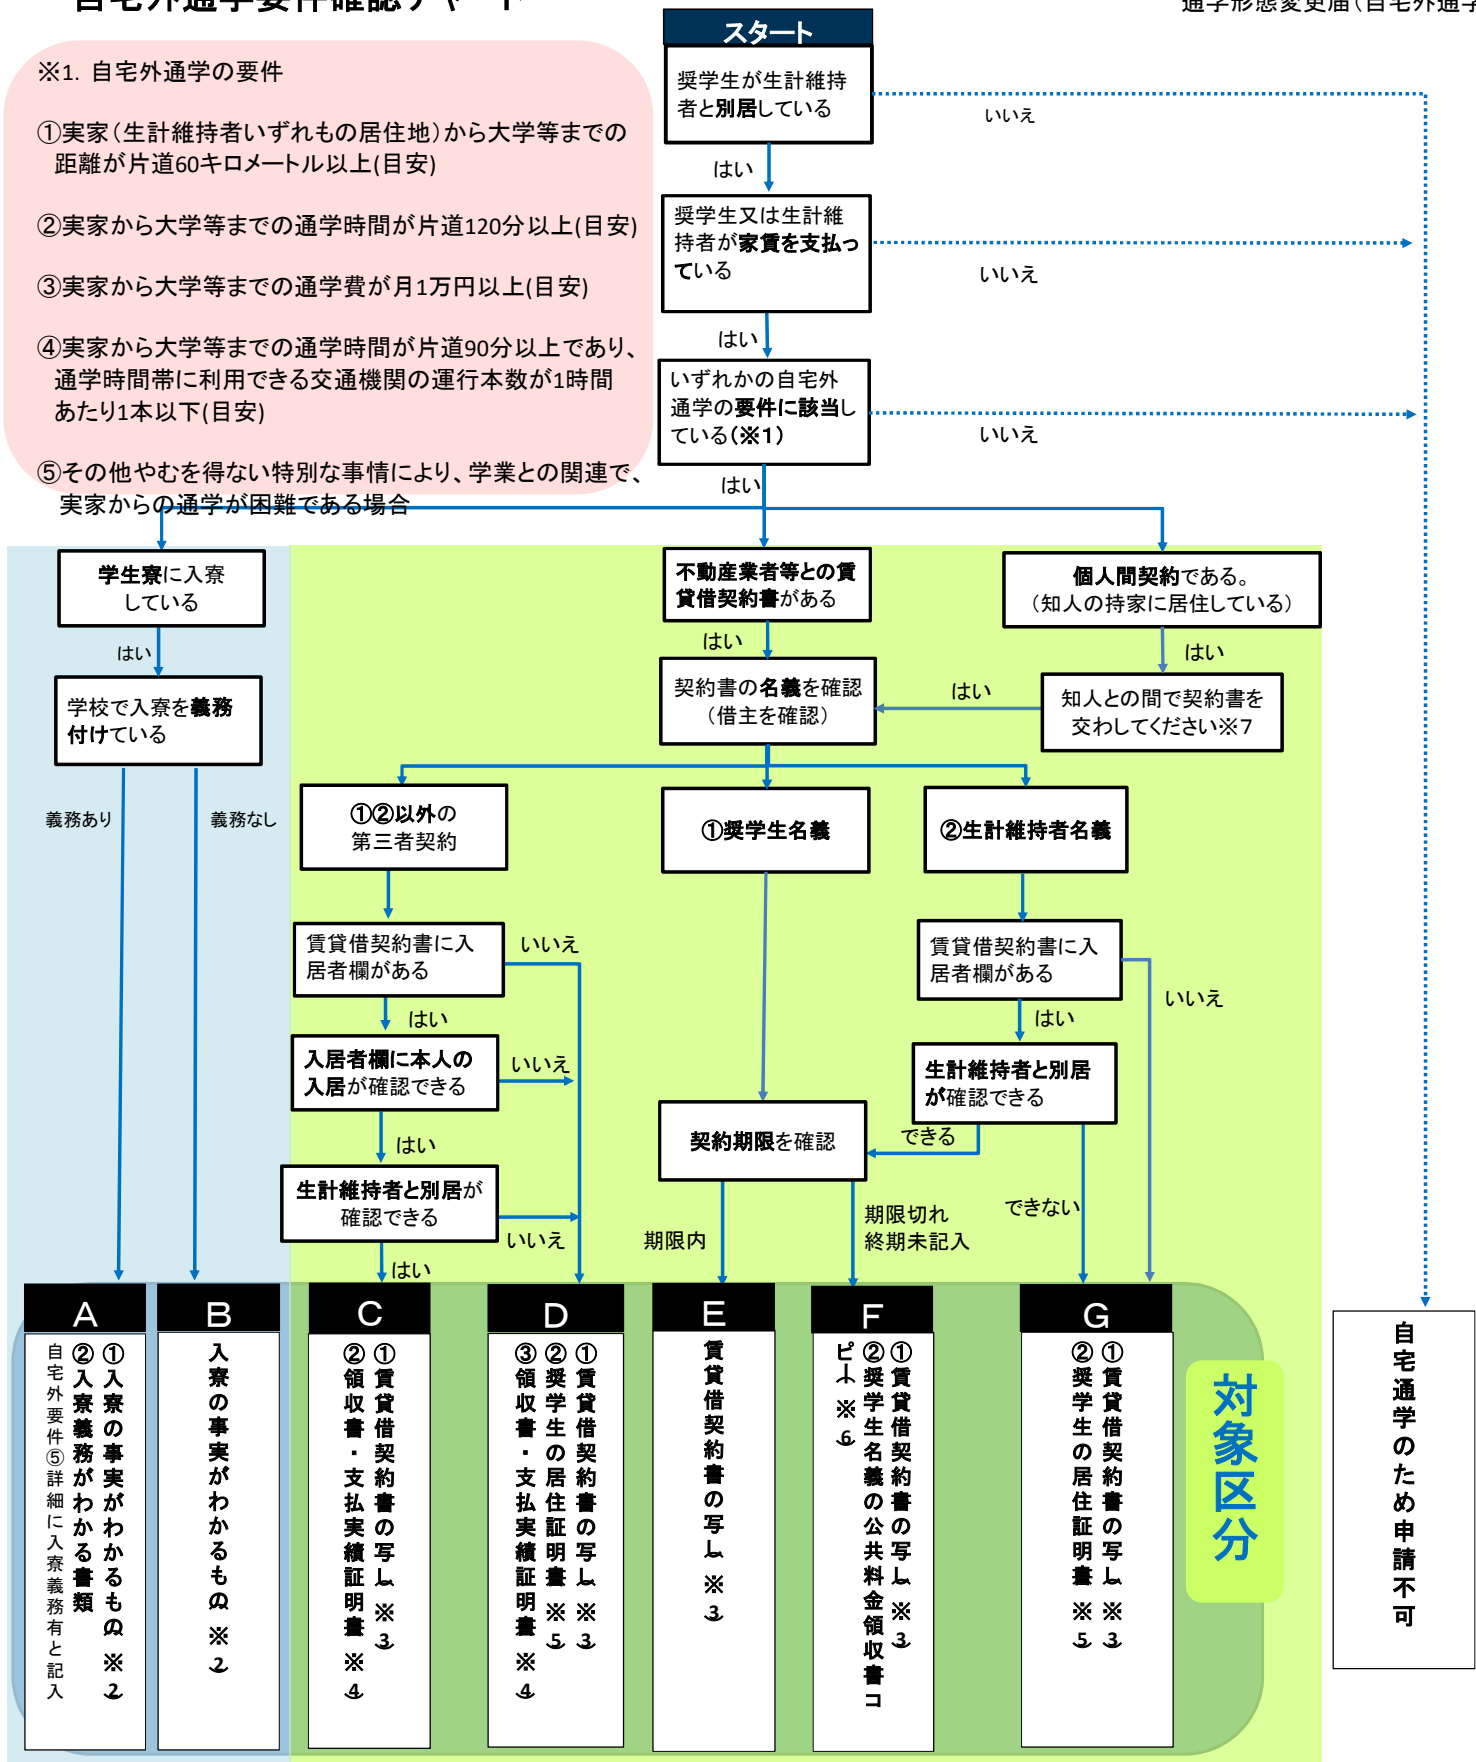 自宅外通学要件確認チャート
通学形態変更届（自宅外通学
スタート
※1. 自宅外通学の要件
①実家（生計維持者いずれもの居住地）から大学等までの
距離が片道60キロメートル以上(目安)
②実家から大学等までの通学時間が片道120分以上(目安)
③実家から大学等までの通学費が月1万円以上(目安)
④実家から大学等までの通学時間が片道90分以上であり、
通学時間帯に利用できる交通機関の運行本数が1時間
あたり1本以下(目安)
⑤その他やむを得ない特別な事情により、学業との関連で、
実家からの通学が困難である場合
奨学生が生計維持
者と別居している
いいえ
はい
奨学生又は生計維
持者が家賃を支払っ
ている
いいえ
はい
いずれかの自宅外
通学の要件に該当し
ている(※1)
いいえ
はい
学生寮に入寮
している
はい
学校で入寮を義務
付けている
義務あり
義務なし
不動産業者等との賃
貸借契約書がある
はい
契約書の名義を確認
（借主を確認）
個人間契約である。
（知人の持家に居住している）
はい
知人との間で契約書を
交わしてください※7
はい
①②以外の
第三者契約
①奨学生名義
②生計維持者名義
賃貸借契約書に入
居者欄がある
いいえ
はい
入居者欄に本人の
入居が確認できる
いいえ
はい
生計維持者と別居が
確認できる
いいえ
はい
賃貸借契約書に入
居者欄がある
いいえ
はい
生計維持者と別居
が確認できる
できる
できない
契約期限を確認
期限内
期限切れ
終期未記入
A
①入寮の事実がわかるもの（※2）
②入寮義務がわかる書類
自宅外要件⑤詳細に入寮義務有と記入
B
入寮の事実がわかるもの（※2）
C
①賃貸借契約書の写し（※3）
②領収書・支払実績証明書（※4）
D
①賃貸借契約書の写し（※3）
②奨学生の居住証明書（※5）
③領収書・支払実績証明書（※4）
E
賃貸借契約書の写し（※3）
F
①賃貸借契約書の写し（※3）
②奨学生名義の公共料金領収書コ
ピー（※6）
G
①賃貸借契約書の写し（※3）
②奨学生の居住証明書（※5）
対象区分
自宅通学のため申請不可